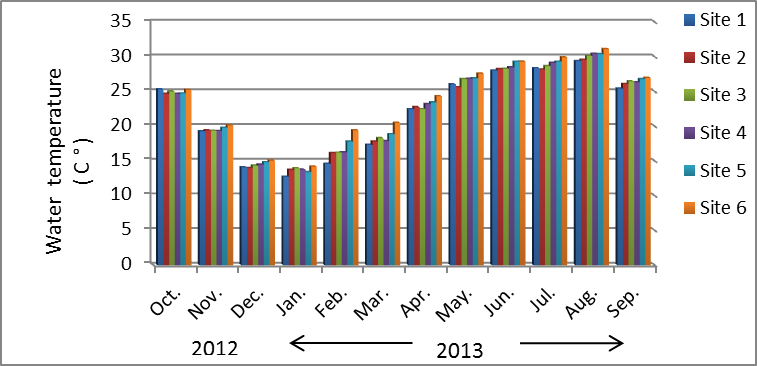 Water temperature
( C ° )
35
30
25
20
15
10
5
0
Oct.
Nov.
Dec.
Jan.
Feb.
Mar.
Apr.
May.
Jun.
Jul.
Aug.
Sep.
2012
2013
Site 1
Site 2
Site 3
Site 4
Site 5
Site 6